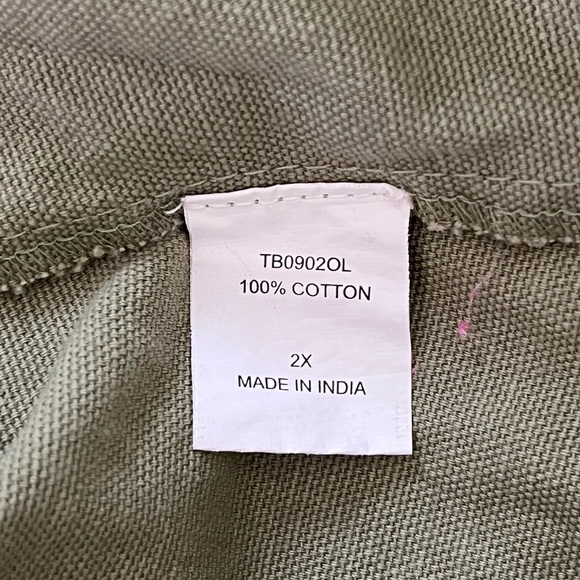 TB0902OL
100% COTTON
2X
MADE IN INDIA